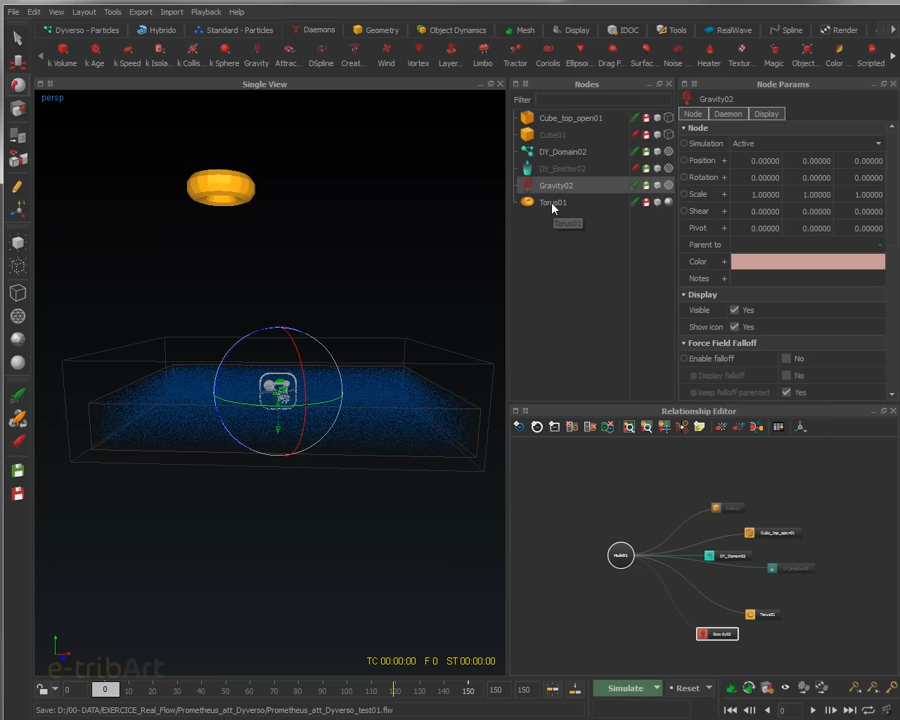 File Edit View Layout Tools Export Import Playback Help
Dyverso - Particles Hybrido Standard - Particles Daemons Geometry Object Dynamics Mesh Display IDOC Tools RealWave Spline Render
k Volume k Age k Speed k Isola... k Collis... k Sphere Gravity Attrac... DSpline Creat... Wind Vortex Layer... Limbo Tractor Coriolis Ellipsoi... Drag F... Surfac... Noise ... Heater Textur... Magic Object... Color ... Scripted
Single View
persp
TC 00:00:00 F 0 ST 00:00:00
e-tribArt
Nodes
Filter
Cube_top_open01
Cube01
DY_Domain02
DY_Emitter02
Gravity02
Torus01
Torus01
Node Params
Gravity02
Node Daemon Display
Node
Simulation Active
Position + 0.00000 0.00000 0.00000
Rotation + 0.00000 0.00000 0.00000
Scale + 1.00000 1.00000 1.00000
Shear + 0.00000 0.00000 0.00000
Pivot + 0.00000 0.00000 0.00000
Parent to -
Color +
Notes +
Display
Visible Yes
Show icon Yes
Force Field Falloff
Enable falloff No
Display falloff No
keep falloff parented Yes
Relationship Editor
Hub01
Cube_top_open01
DY_Domain02
Torus01
Gravity02
0 0 10 20 30 40 50 60 70 80 90 100 110 120 130 140 150 150 150
Simulate Reset
Save: D:/00- DATA/EXERCICE_Real_Flow/Prometheus_att_Dyverso/Prometheus_att_Dyverso_test01.flw
0